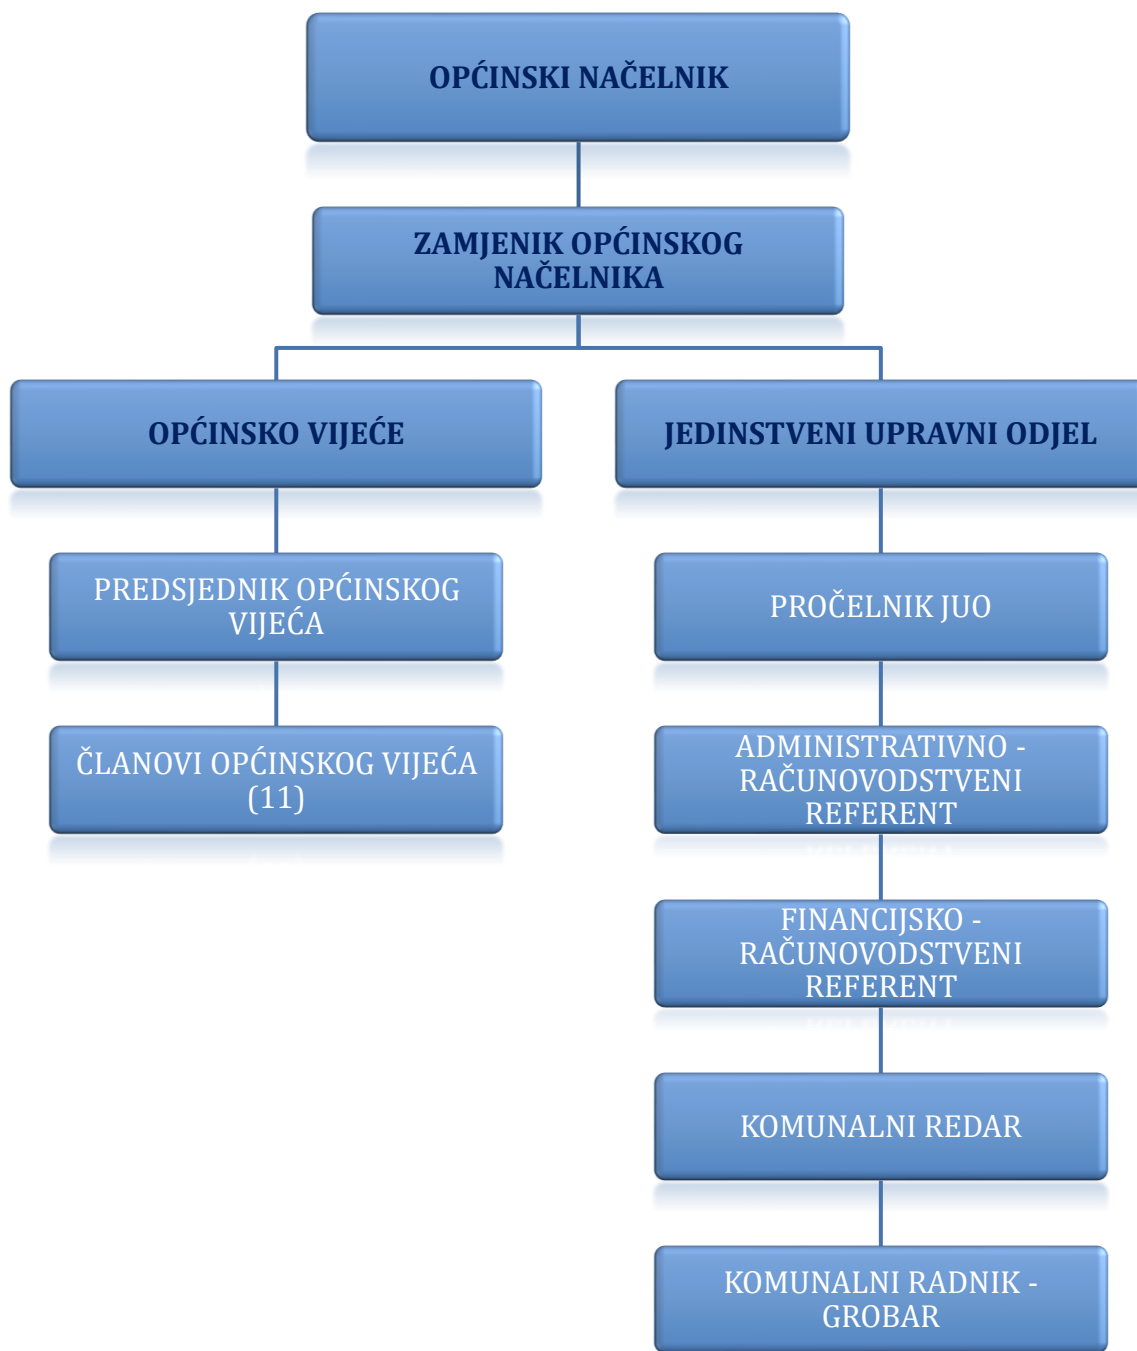 OPĆINSKI NAČELNIK
ZAMJENIK OPĆINSKOG
NAČELNIKA
OPĆINSKO VIJEĆE
JEDINSTVENI UPRAVNI ODJEL
PREDSJEDNIK OPĆINSKOG
VIJEĆA
PROČELNIK JUO
ČLANOVI OPĆINSKOG VIJEĆA
(11)
ADMINISTRATIVNO -
RAČUNOVODSTVENI
REFERENT
FINANCIJSKO -
RAČUNOVODSTVENI
REFERENT
KOMUNALNI REDAR
KOMUNALNI RADNIK -
GROBAR